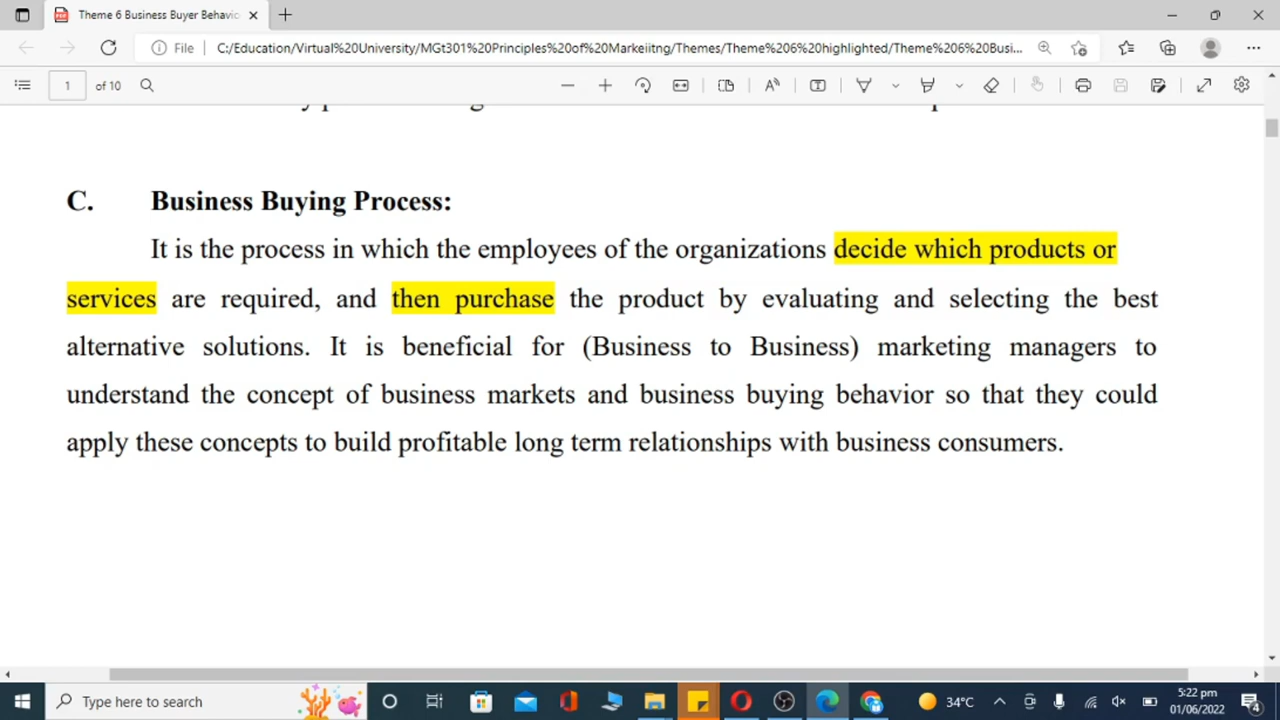 Theme 6 Business Buyer Behavio
File
C:/Education/Virtual%20University/MGt301%20Principles%20of%20Markeiitng/Themes/Theme%206%20highlighted/Theme%206%20Busi...
1 of 10
C. Business Buying Process:
It is the process in which the employees of the organizations decide which products or
services are required, and then purchase the product by evaluating and selecting the best
alternative solutions. It is beneficial for (Business to Business) marketing managers to
understand the concept of business markets and business buying behavior so that they could
apply these concepts to build profitable long term relationships with business consumers.
Type here to search
34°C
5:22 pm
01/06/2022
4